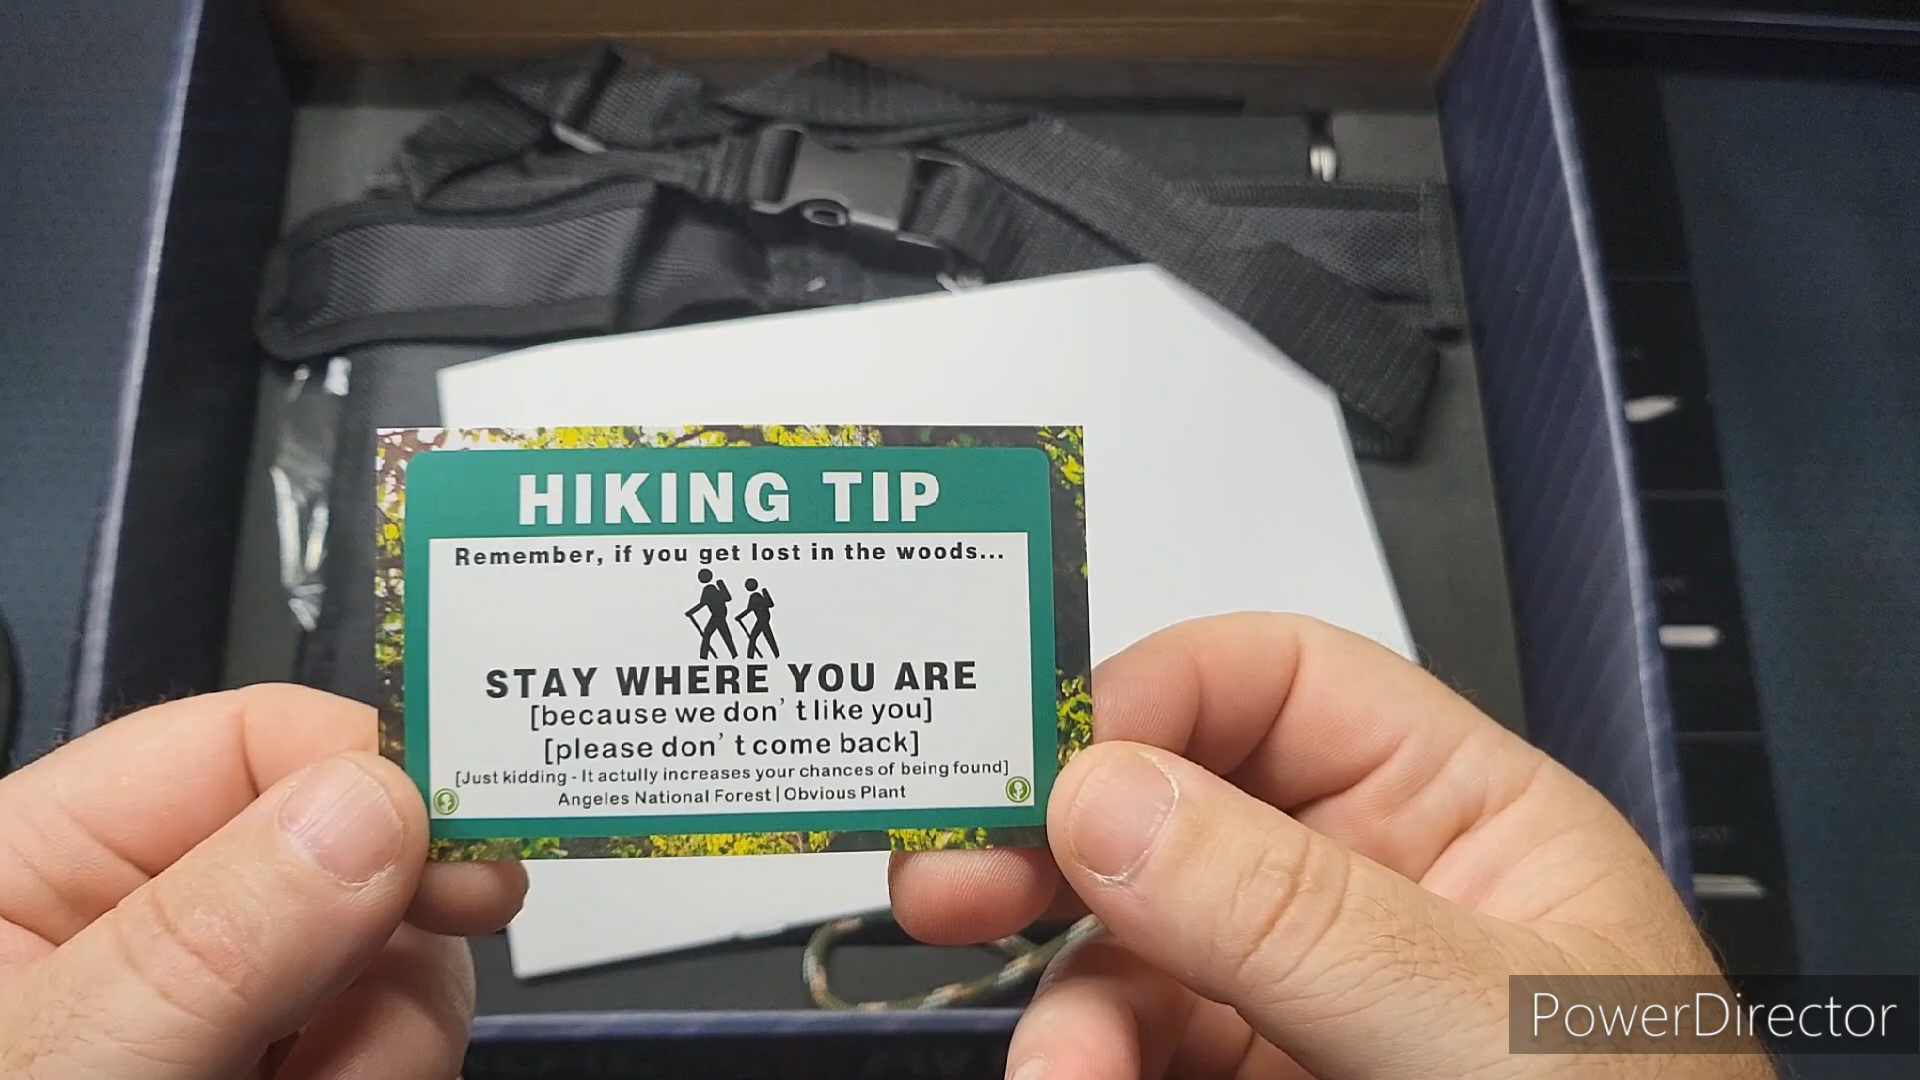 HIKING TIP
Remember, if you get lost in the woods...
STAY WHERE YOU ARE
[because we don't like you]
[please don't come back]
[Just kidding - It actully increases your chances of being found]
Angeles National Forest | Obvious Plant
PowerDirector